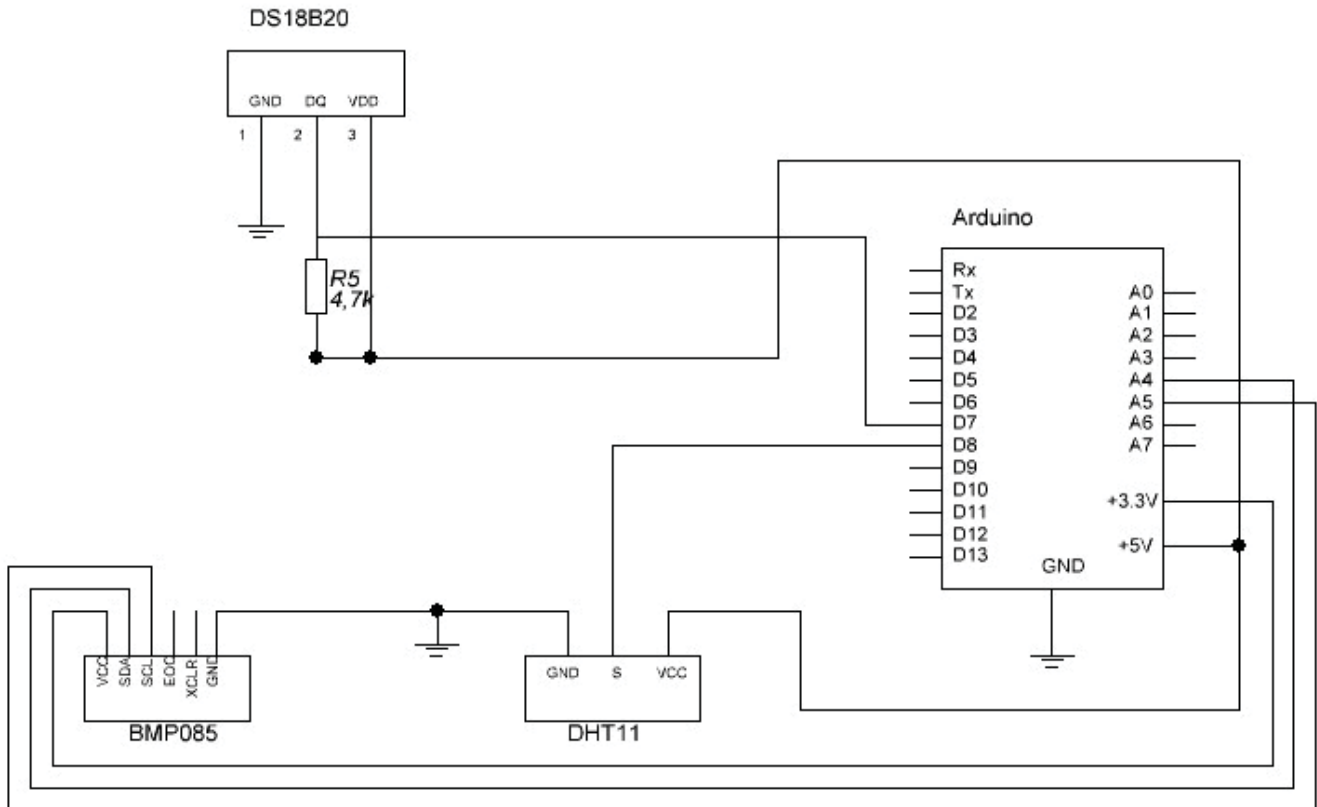 DS18B20
GND DQ VDD
1 2 3
R5
4,7k
Arduino
Rx
Tx
D2
D3
D4
D5
D6
D7
D8
D9
D10
D11
D12
D13
A0
A1
A2
A3
A4
A5
A6
A7
+3.3V
+5V
GND
VCC
SDA
SCL
EOC
XCLR
GND
BMP085
GND S VCC
DHT11